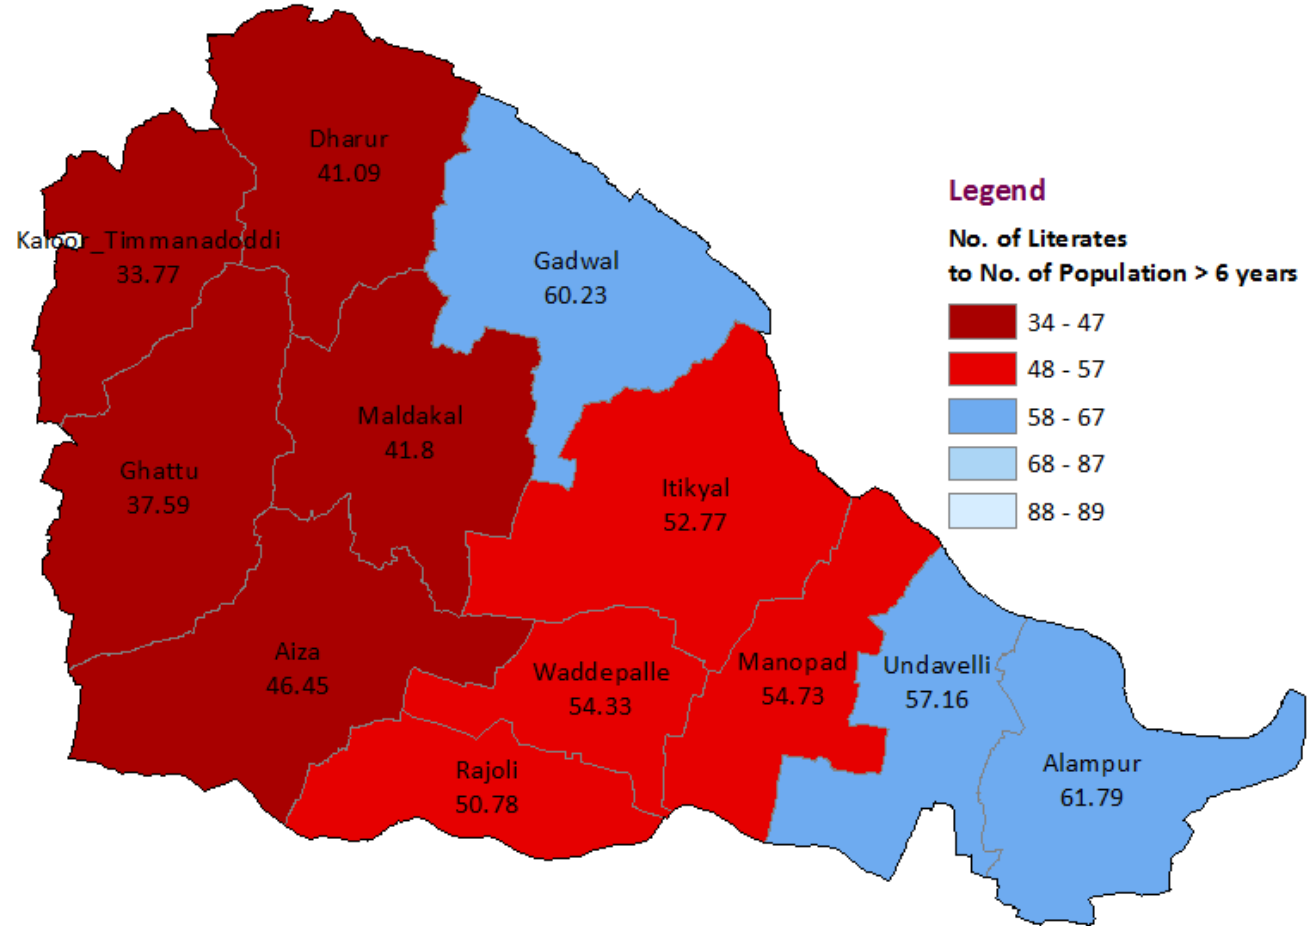 Dharur
41.09
Kaloor_Timmanadoddi
33.77
Gadwal
60.23
Maldakal
41.8
Ghattu
37.59
Itikyal
52.77
Aiza
46.45
Waddepalle
54.33
Manopad
54.73
Undavelli
57.16
Rajoli
50.78
Alampur
61.79
Legend
No. of Literates
to No. of Population > 6 years
34 - 47
48 - 57
58 - 67
68 - 87
88 - 89